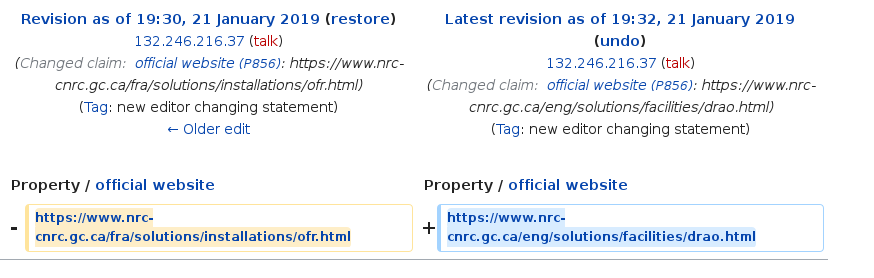 Revision as of 19:30, 21 January 2019 (restore)
132.246.216.37 (talk)
(Changed claim: official website (P856): https://www.nrc-
cnrc.gc.ca/fra/solutions/installations/ofr.html)
(Tag: new editor changing statement)
← Older edit
Latest revision as of 19:32, 21 January 2019
(undo)
132.246.216.37 (talk)
(Changed claim: official website (P856): https://www.nrc-
cnrc.gc.ca/eng/solutions/facilities/drao.html)
(Tag: new editor changing statement)
Property / official website
- https://www.nrc-
cnrc.gc.ca/fra/solutions/installations/ofr.html
Property / official website
+ https://www.nrc-
cnrc.gc.ca/eng/solutions/facilities/drao.html